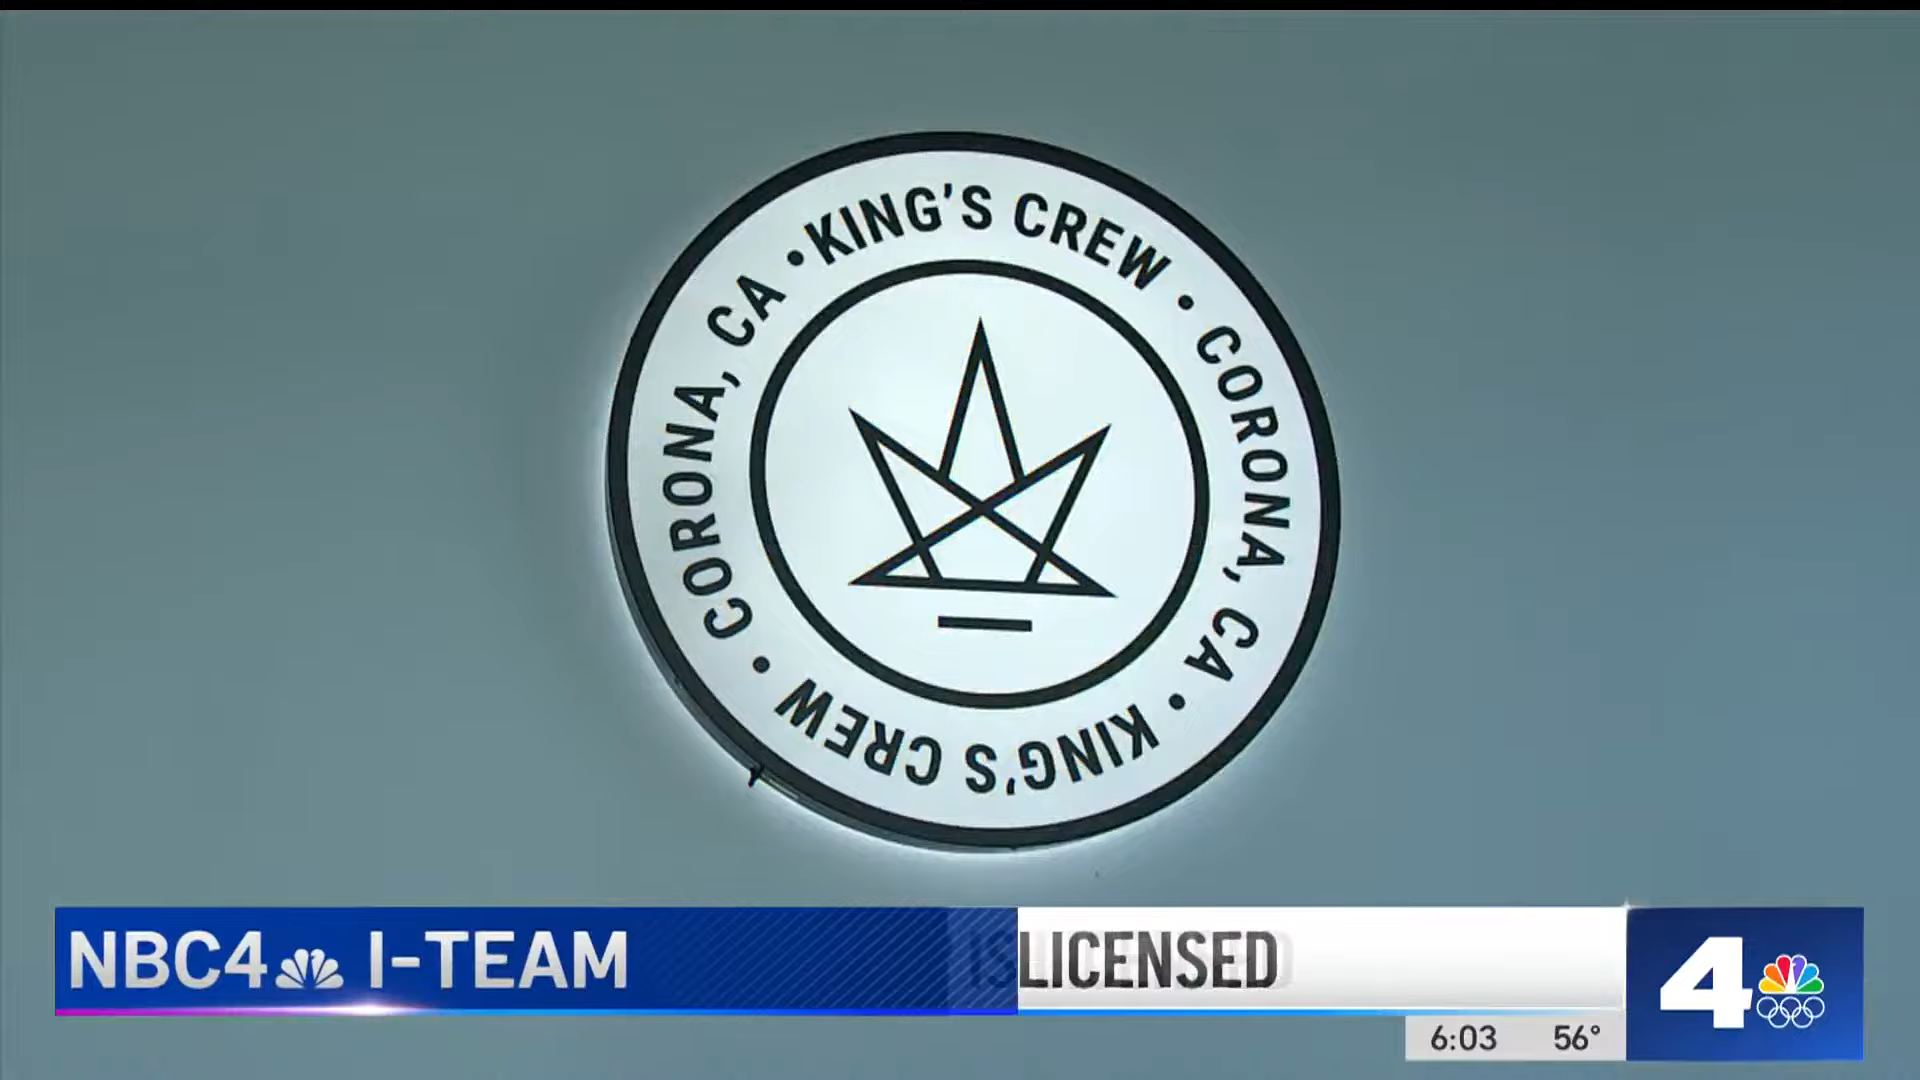 • KING'S CREW • CORONA, CA • KING'S CREW • CORONA, CA
NBC4 I-TEAM
LICENSED
4
6:03 56°